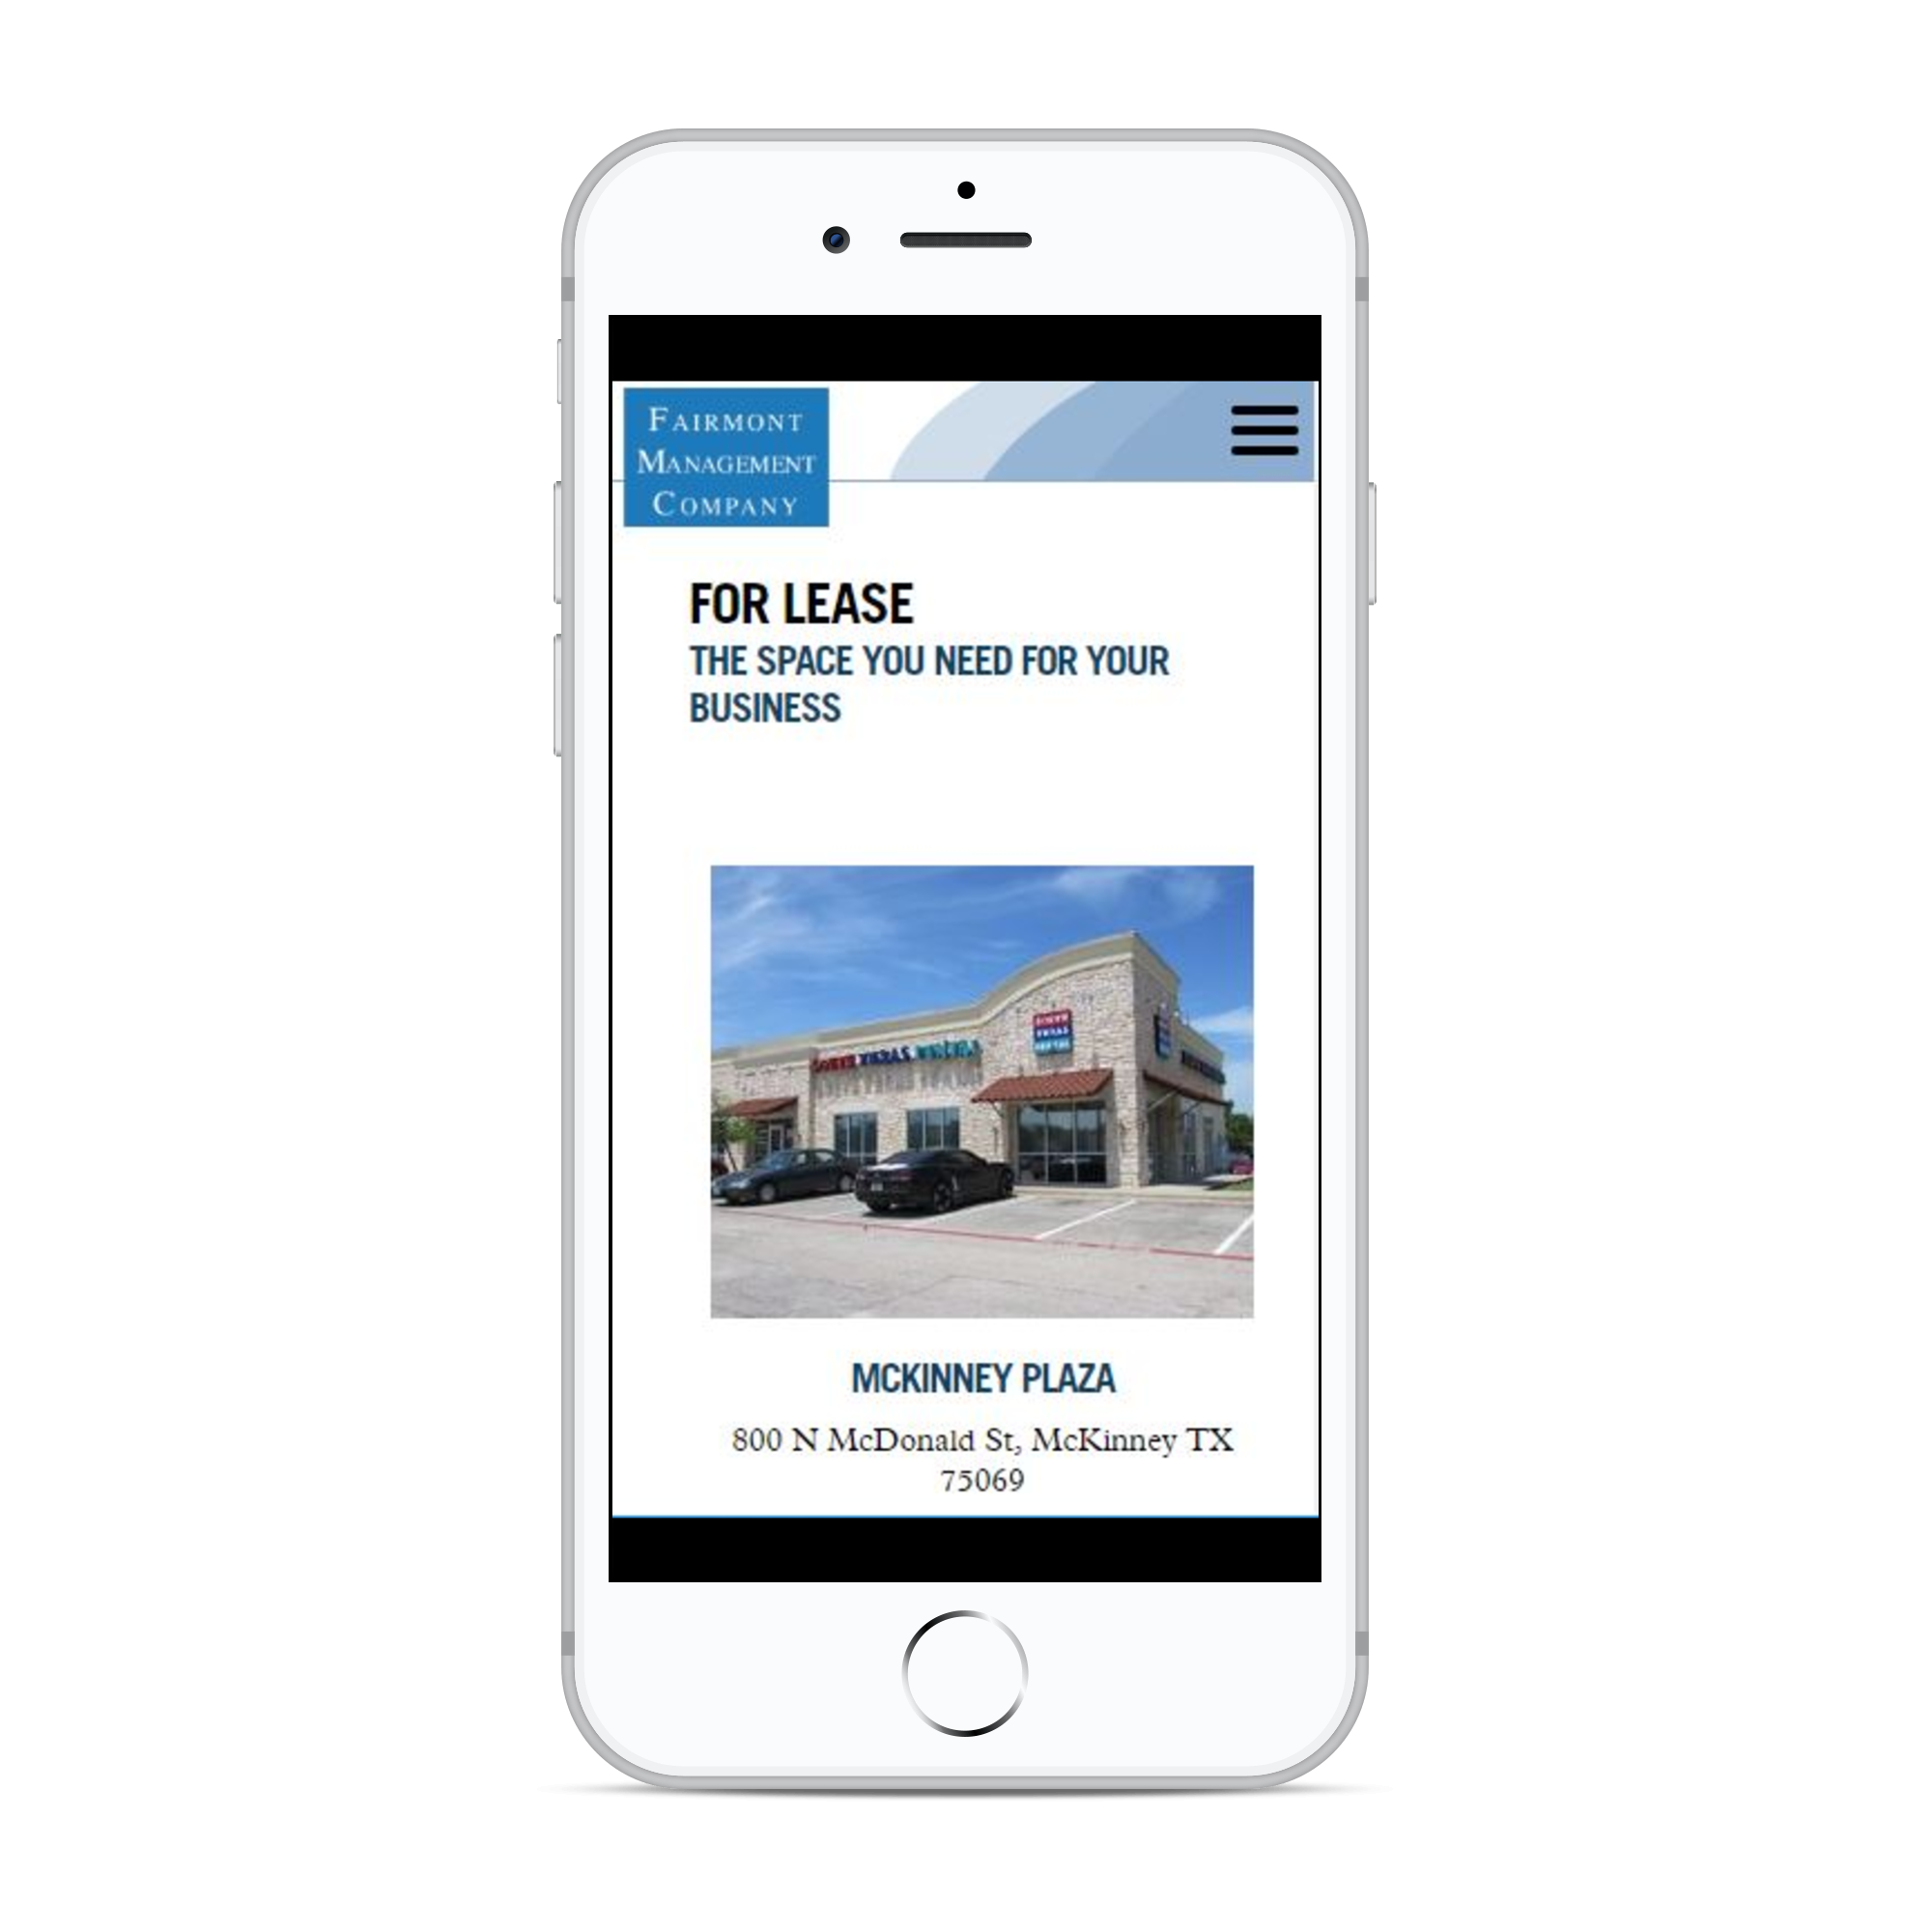 FAIRMONT
MANAGEMENT
COMPANY
FOR LEASE
THE SPACE YOU NEED FOR YOUR
BUSINESS
MCKINNEY PLAZA
800 N McDonald St, McKinney TX
75069